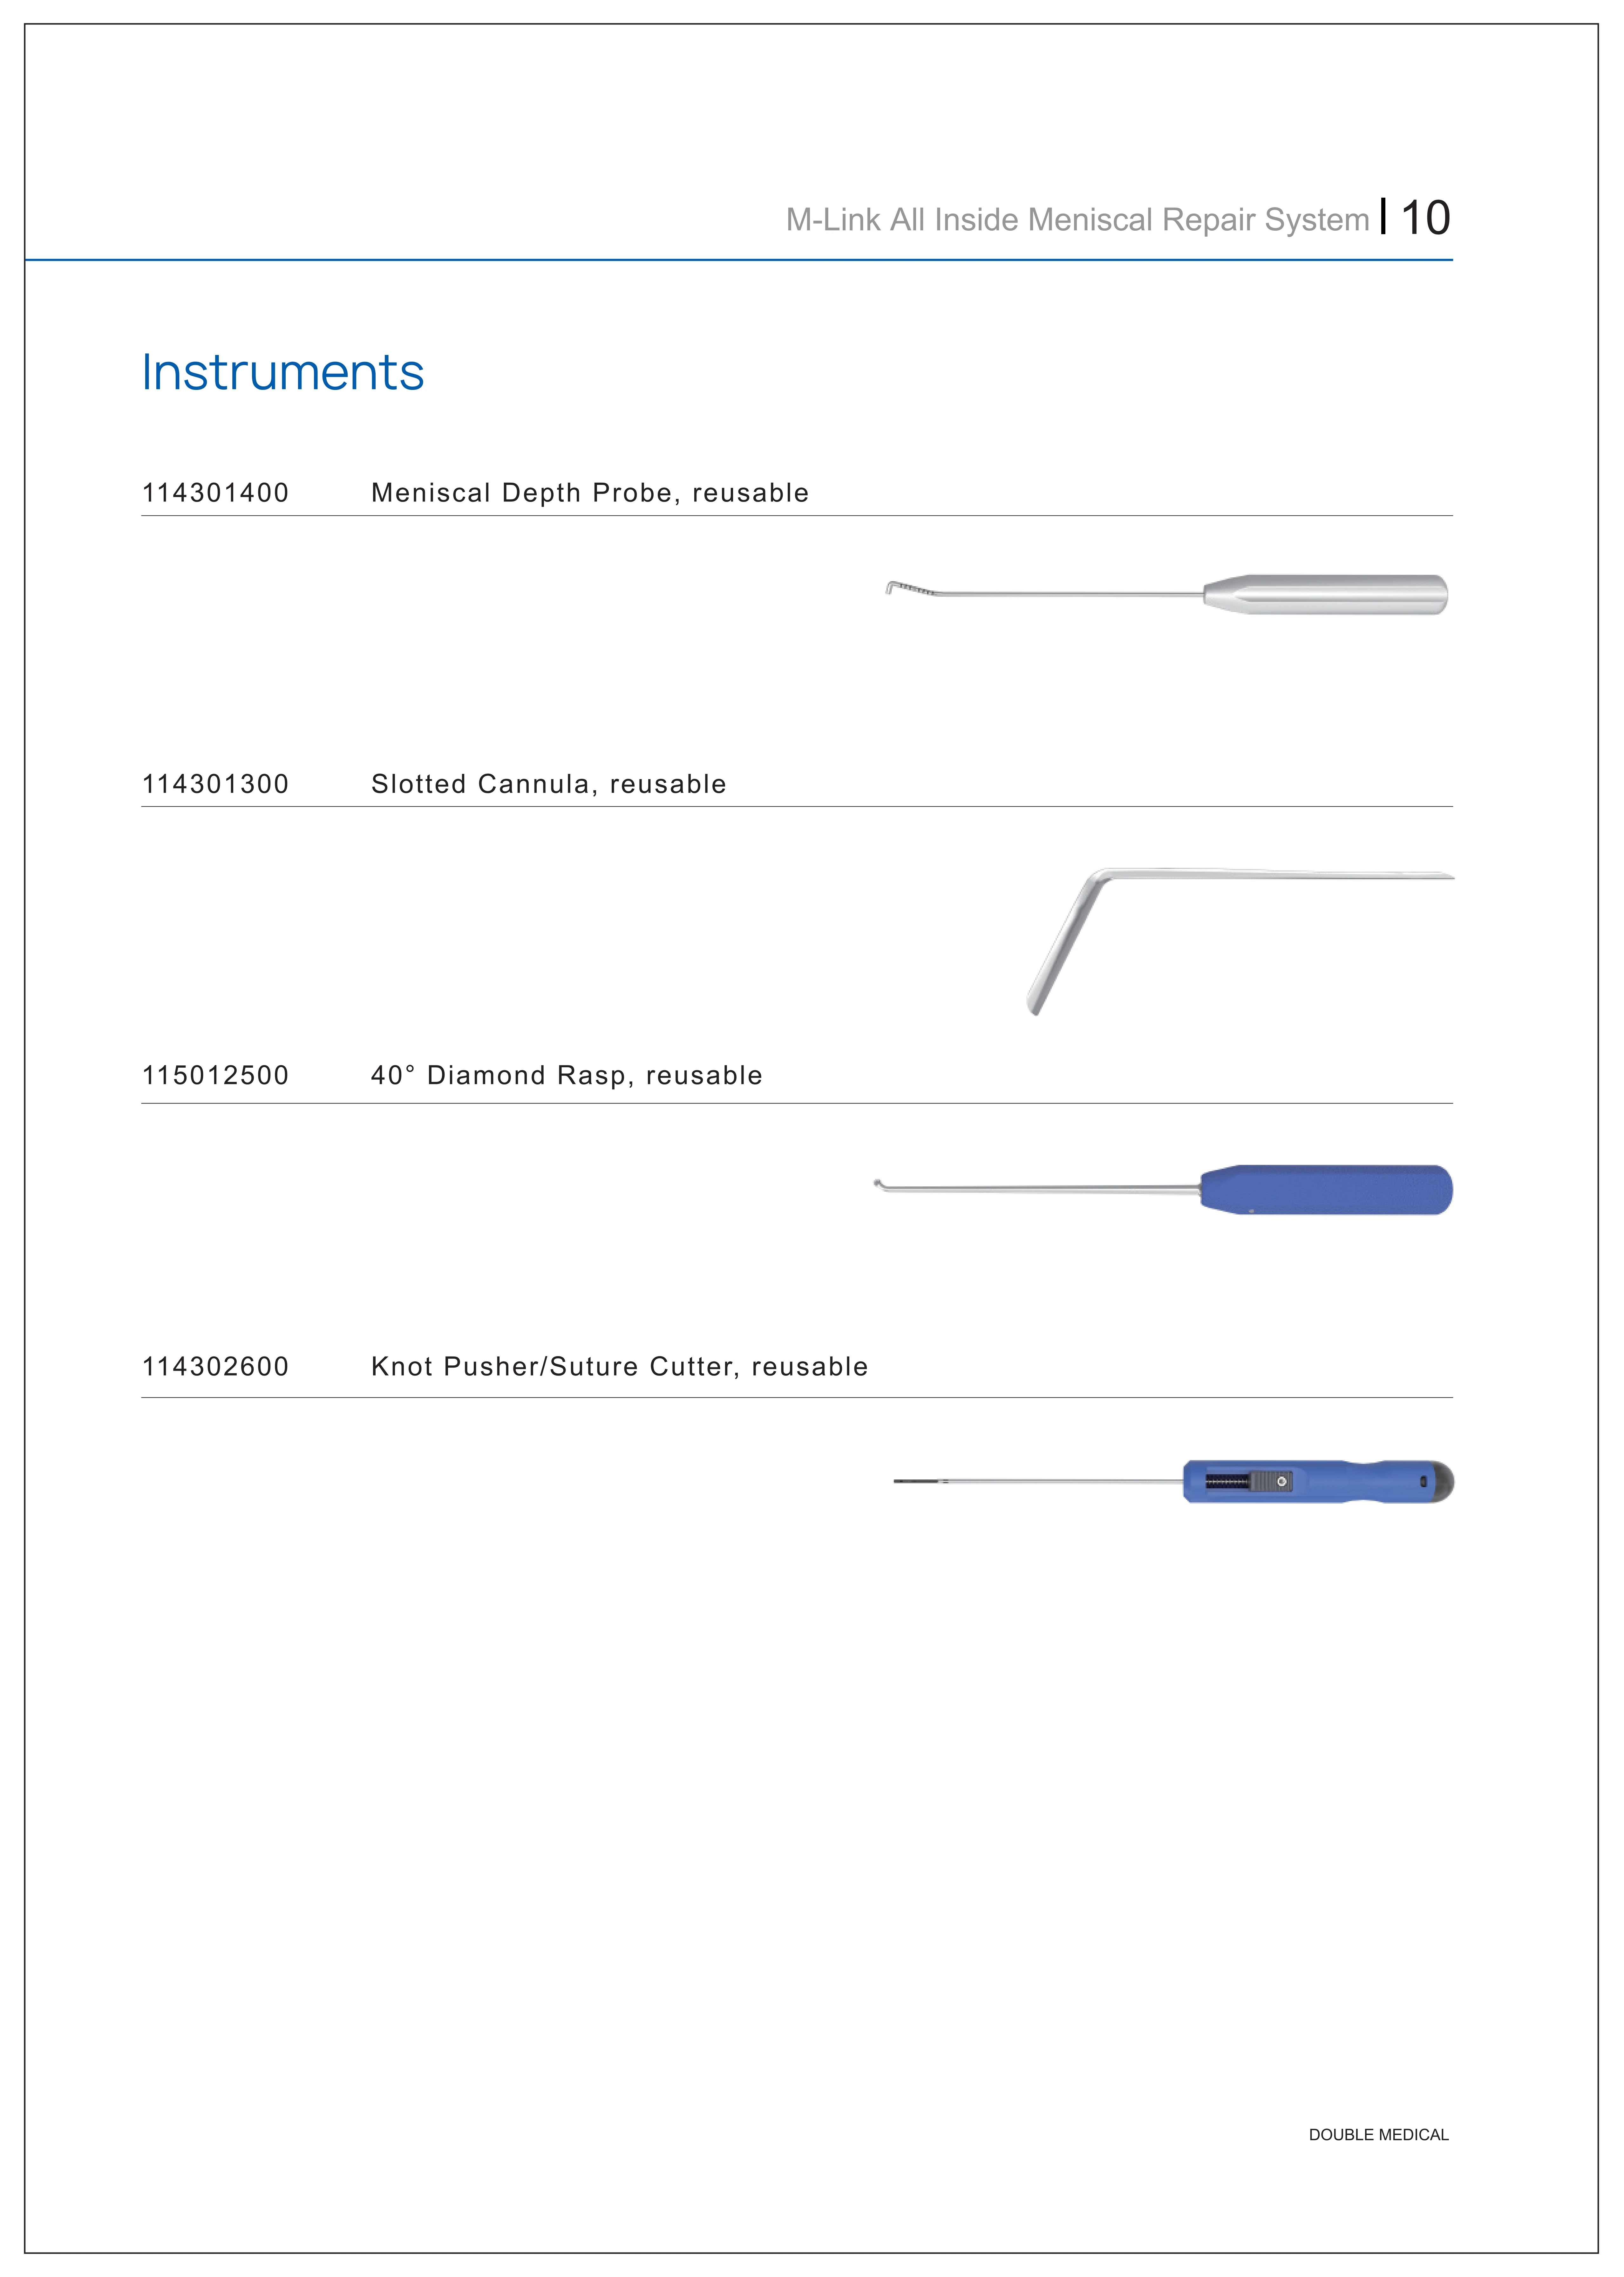 M-Link All Inside Meniscal Repair System | 10
Instruments
114301400 Meniscal Depth Probe, reusable
114301300 Slotted Cannula, reusable
115012500 40° Diamond Rasp, reusable
114302600 Knot Pusher/Suture Cutter, reusable
DOUBLE MEDICAL